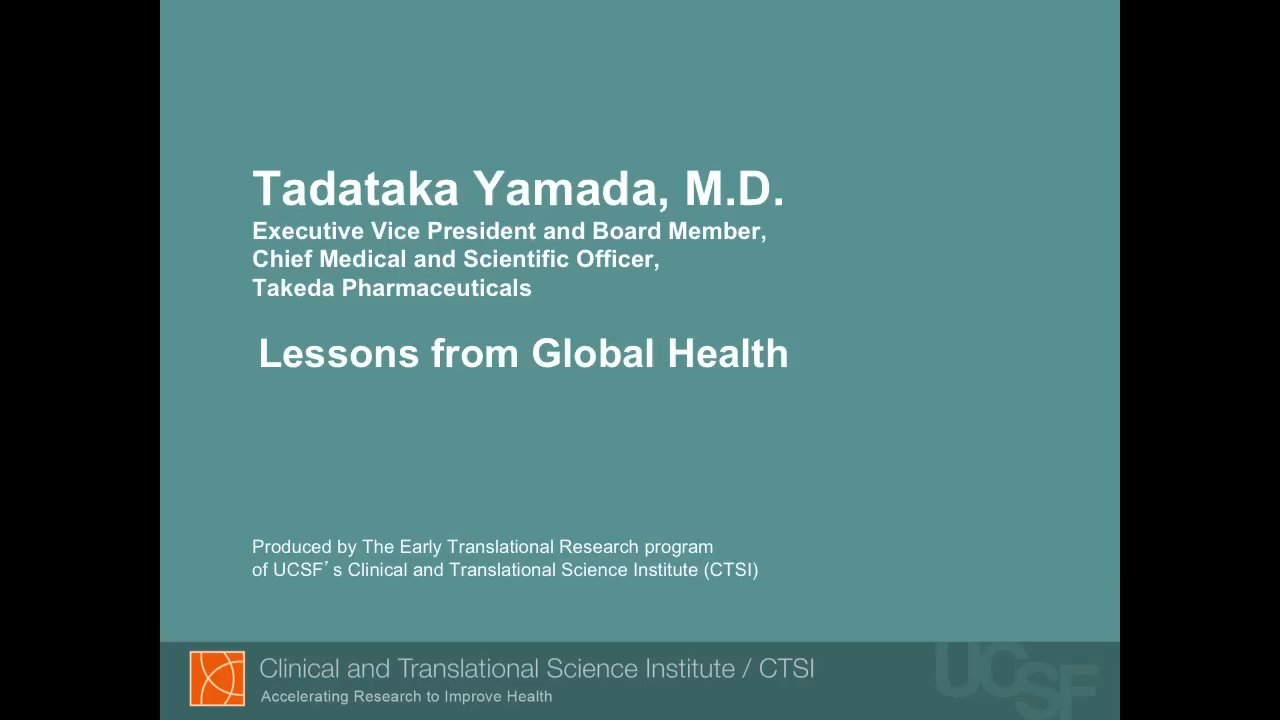 Tadataka Yamada, M.D.
Executive Vice President and Board Member,
Chief Medical and Scientific Officer,
Takeda Pharmaceuticals
Lessons from Global Health
Produced by The Early Translational Research program
of UCSF's Clinical and Translational Science Institute (CTSI)
Clinical and Translational Science Institute / CTSI
Accelerating Research to Improve Health
UCSF